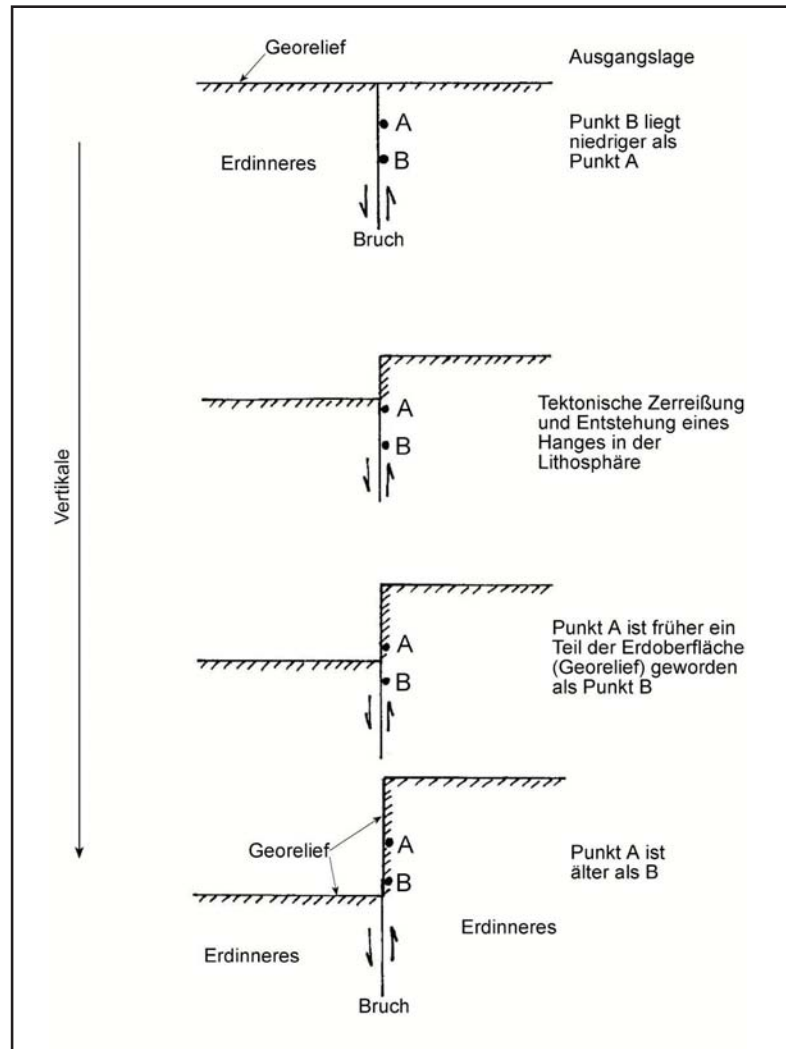 Georelief
Ausgangslage
A
B
Erdinneres
Punkt B liegt
niedriger als
Punkt A
Bruch
Vertikale
A
B
Tektonische Zerreißung
und Entstehung eines
Hanges in der
Lithosphäre
A
B
Punkt A ist früher ein
Teil der Erdoberfläche
(Georelief) geworden
als Punkt B
Georelief
A
B
Punkt A ist
älter als B
Erdinneres
Erdinneres
Bruch